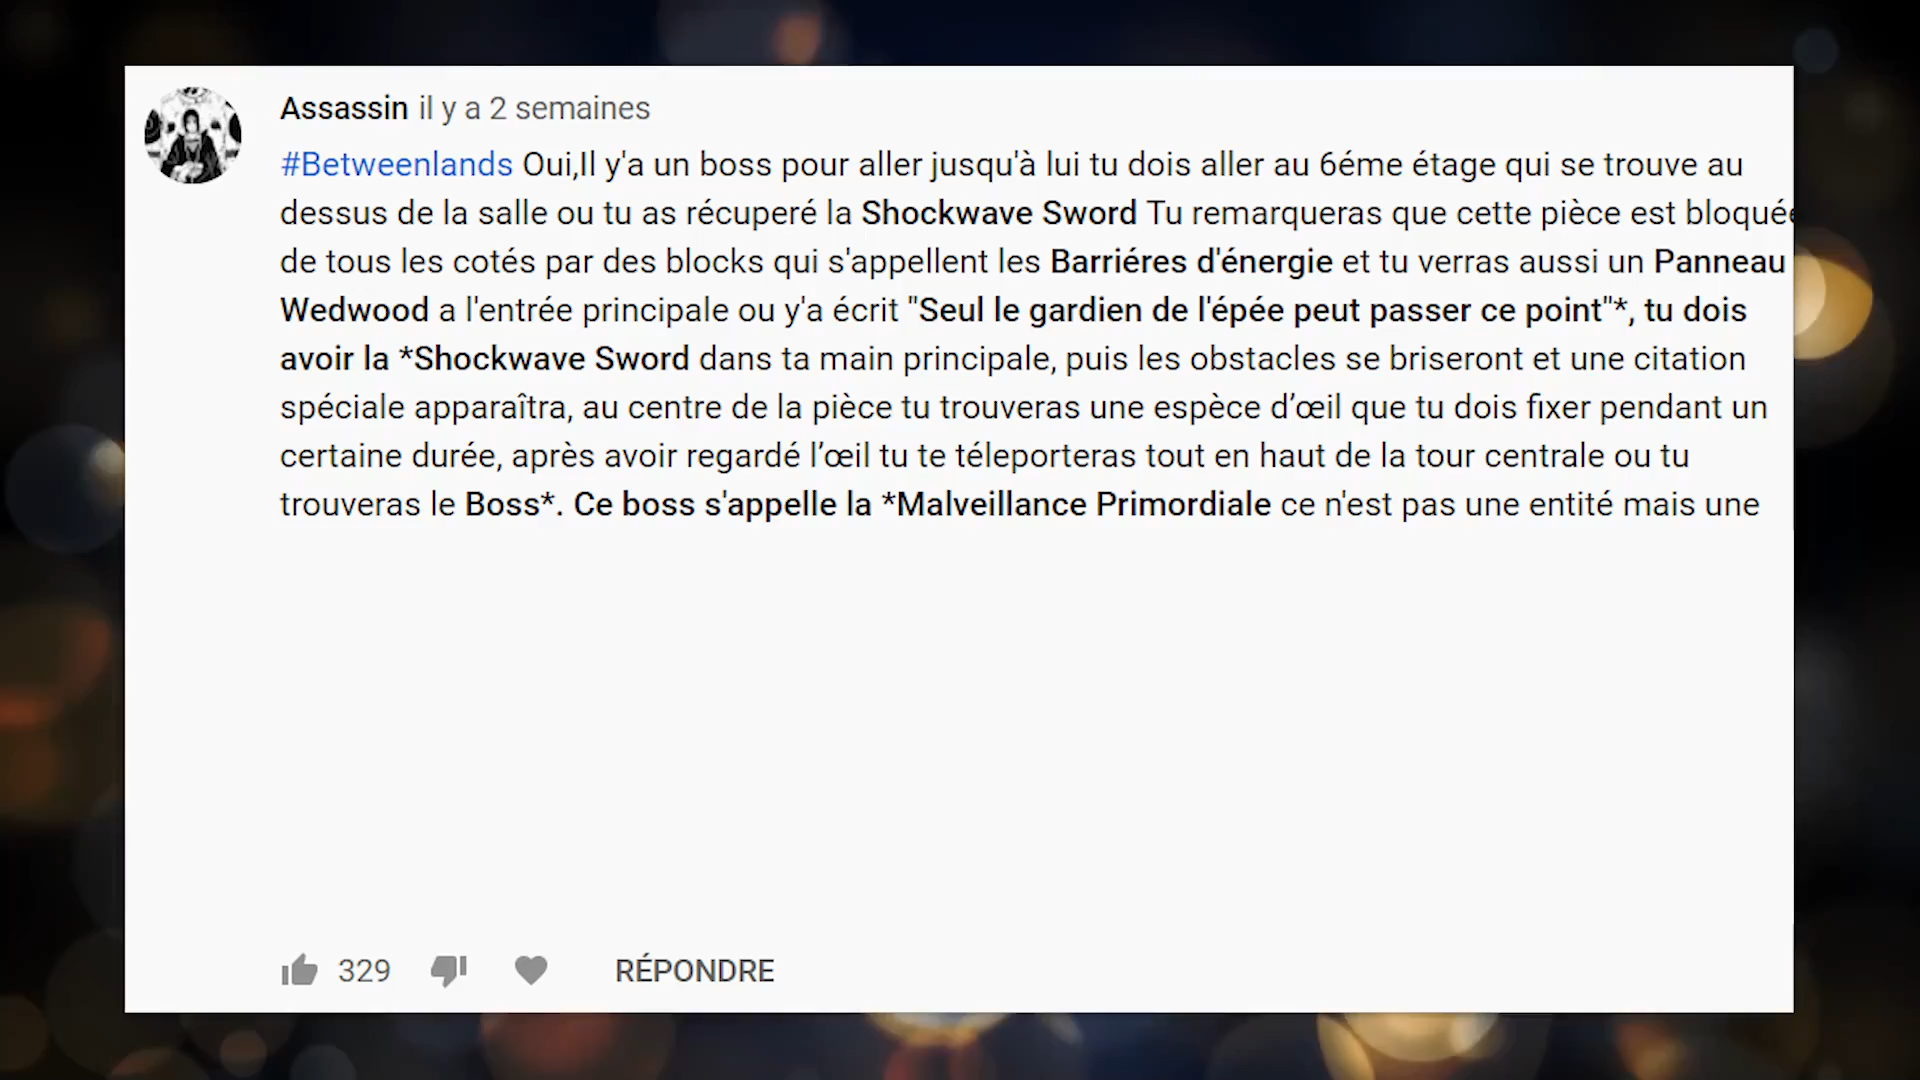 Assassin il y a 2 semaines
#Betweenlands Oui,Il y'a un boss pour aller jusqu'à lui tu dois aller au 6éme étage qui se trouve au
dessus de la salle ou tu as récuperé la Shockwave Sword Tu remarqueras que cette pièce est bloquée
de tous les cotés par des blocks qui s'appellent les Barriéres d'énergie et tu verras aussi un Panneau
Wedwood a l'entrée principale ou y'a écrit "Seul le gardien de l'épée peut passer ce point"*, tu dois
avoir la *Shockwave Sword dans ta main principale, puis les obstacles se briseront et une citation
spéciale apparaîtra, au centre de la pièce tu trouveras une espèce d’œil que tu dois fixer pendant un
certaine durée, après avoir regardé l’œil tu te téléporteras tout en haut de la tour centrale ou tu
trouveras le Boss*. Ce boss s'appelle la *Malveillance Primordiale ce n'est pas une entité mais une
329 RÉPONDRE